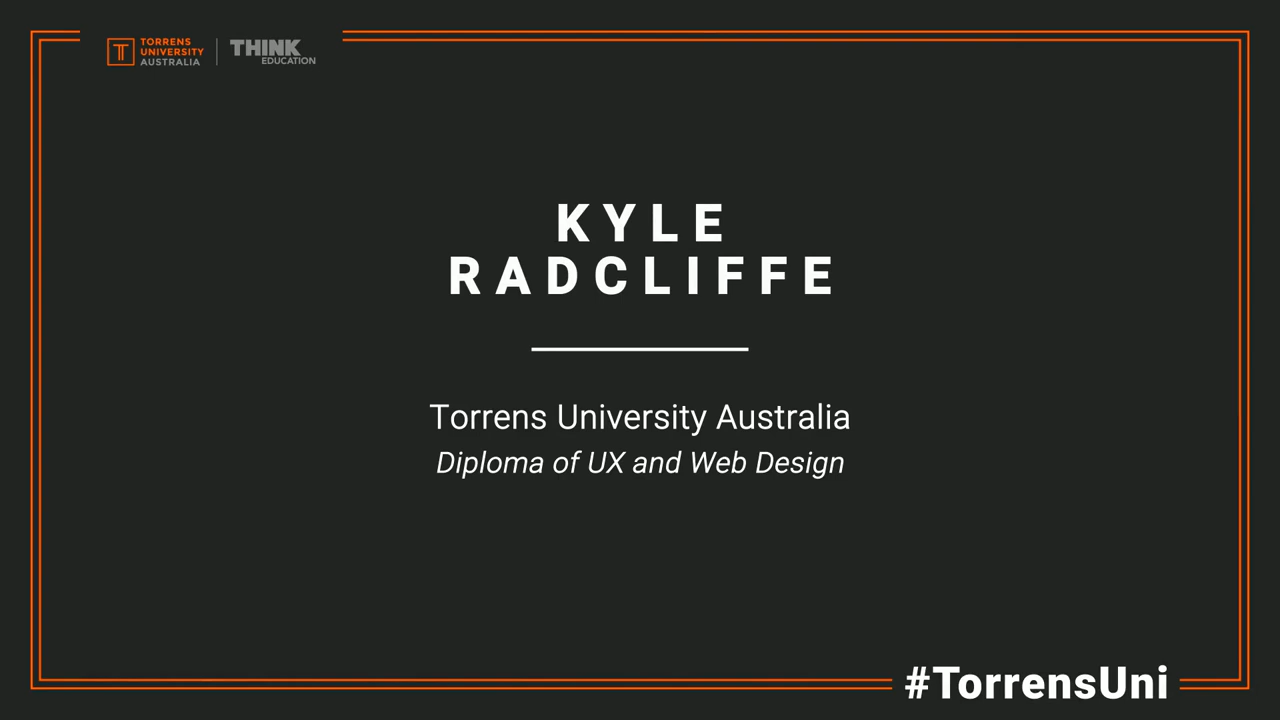 TORRENS
UNIVERSITY
AUSTRALIA
THINK
EDUCATION
KYLE
RADCLIFFE
Torrens University Australia
Diploma of UX and Web Design
#TorrensUni